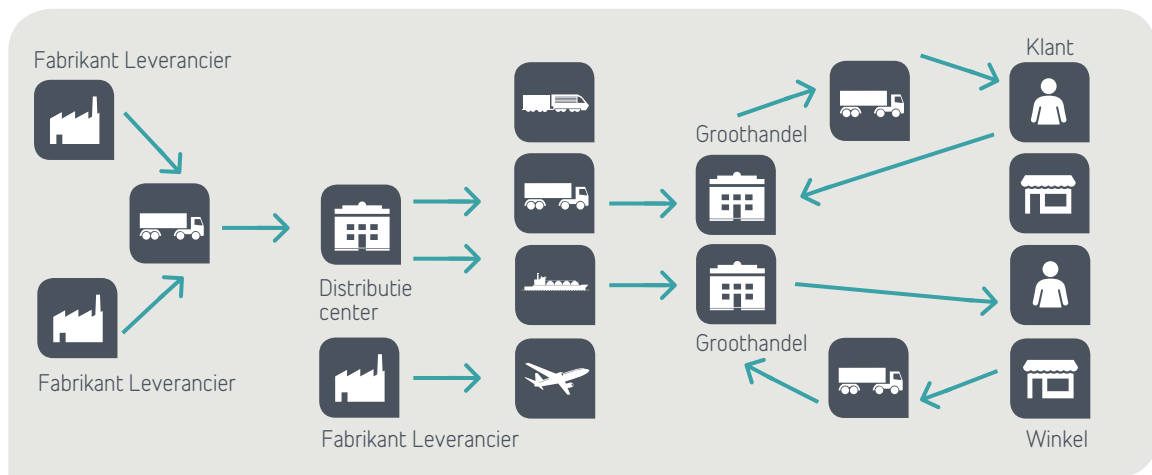 Fabrikant Leverancier
Klant
Groothandel
Distributie
center
Groothandel
Fabrikant Leverancier
Fabrikant Leverancier
Winkel